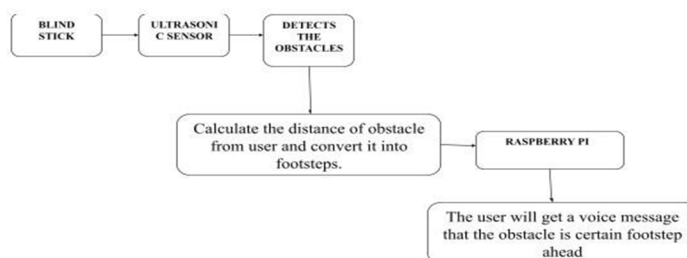 BLIND
STICK
ULTRASONI
C SENSOR
DETECTS
THE
OBSTACLES
Calculate the distance of obstacle
from user and convert it into
footsteps.
RASPBERRY PI
The user will get a voice message
that the obstacle is certain footstep
ahead